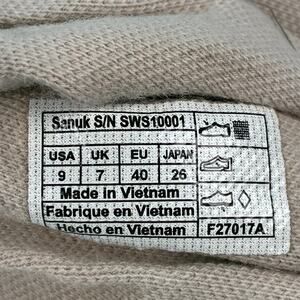 Sanuk S/N SWS10001
USA UK EU JAPAN
9 7 40 26
Made in Vietnam
Fabrique en Vietnam
Hecho en Vietnam F27017A